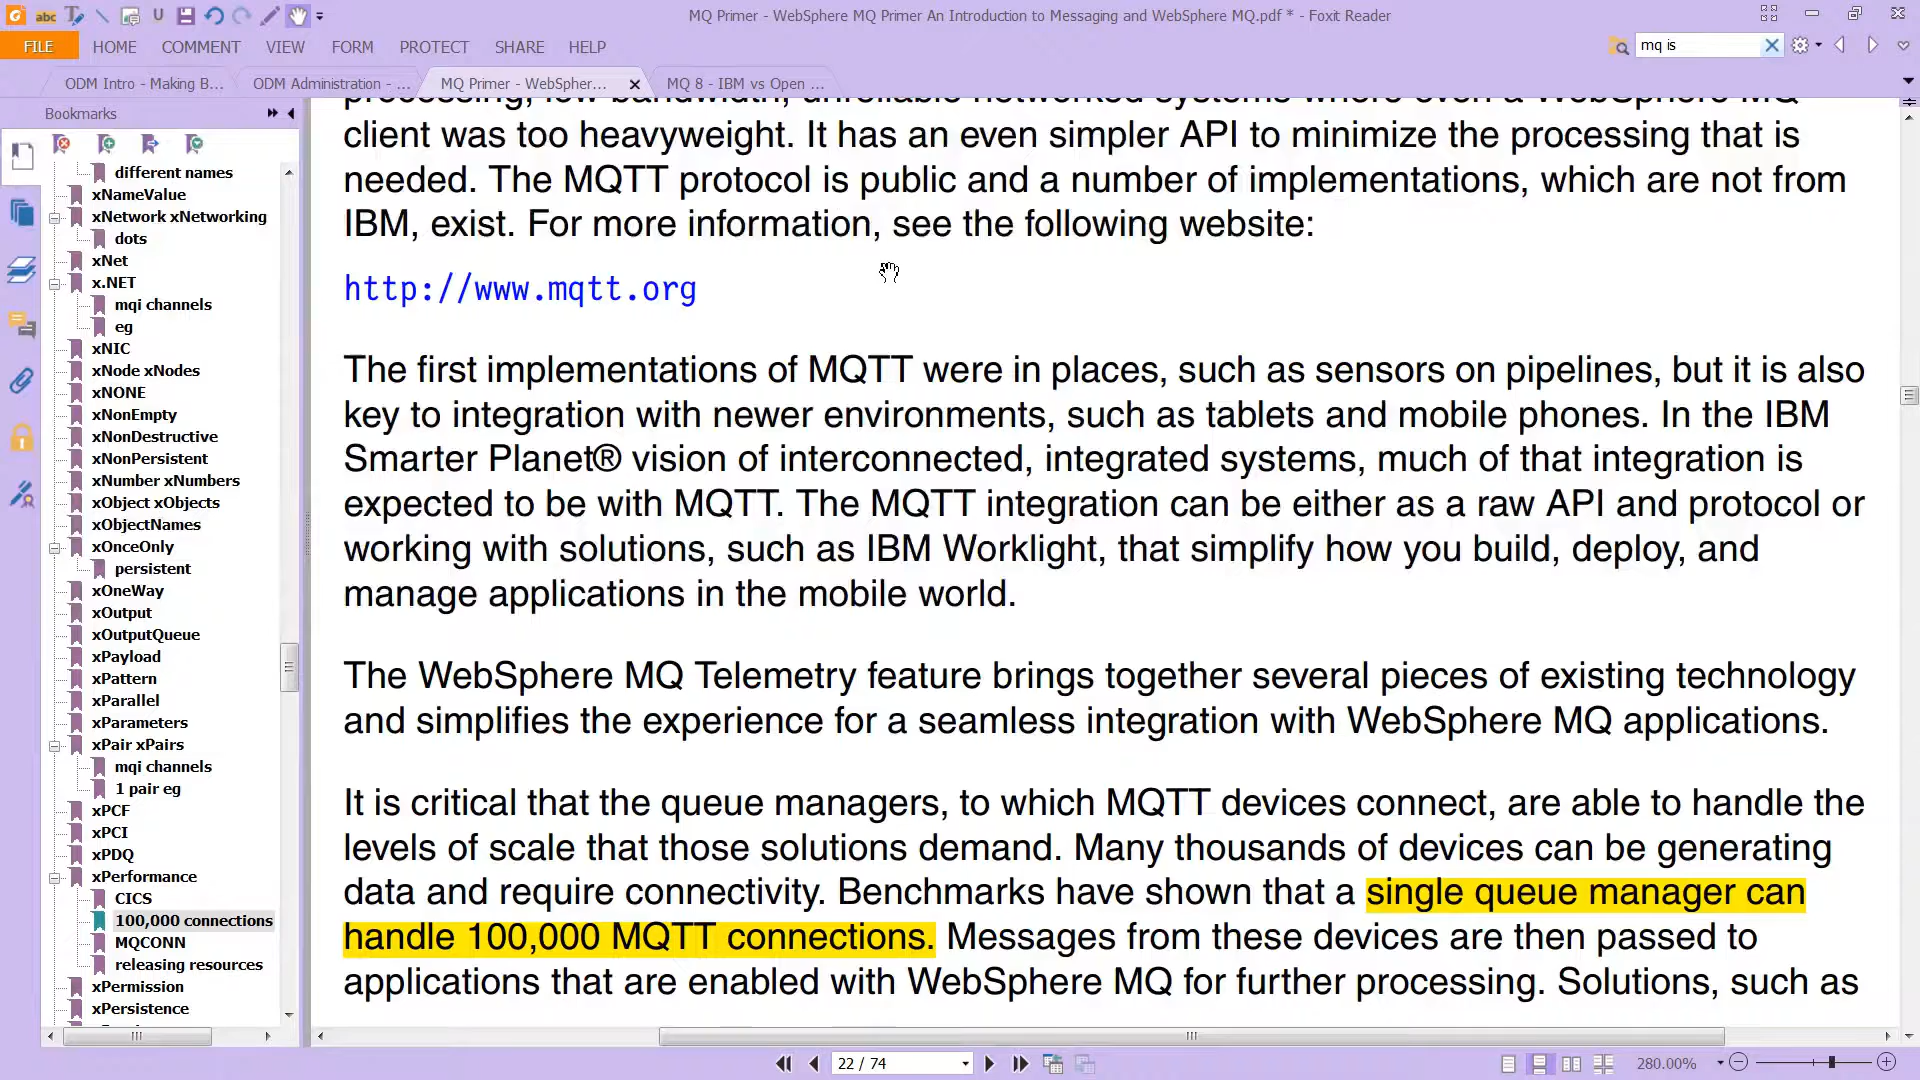 MQ Primer - WebSphere MQ Primer An Introduction to Messaging and WebSphere MQ.pdf * - Foxit Reader
FILE HOME COMMENT VIEW FORM PROTECT SHARE HELP
mq is
ODM Intro - Making B... ODM Administration - ... MQ Primer - WebSpher... MQ 8 - IBM vs Open ...
Bookmarks
different names
xNameValue
xNetwork xNetworking
dots
xNet
x.NET
mqi channels
eg
xNIC
xNode xNodes
xNONE
xNonEmpty
xNonDestructive
xNonPersistent
xNumber xNumbers
xObject xObjects
xObjectNames
xOnceOnly
persistent
xOneWay
xOutput
xOutputQueue
xPayload
xPattern
xParallel
xParameters
xPair xPairs
mqi channels
1 pair eg
xPCF
xPCI
xPDQ
xPerformance
CICS
100,000 connections
MQCONN
releasing resources
xPermission
xPersistence
processing, low bandwidth, unreliable networked systems where even a WebSphere MQ
client was too heavyweight. It has an even simpler API to minimize the processing that is
needed. The MQTT protocol is public and a number of implementations, which are not from
IBM, exist. For more information, see the following website:
http://www.mqtt.org
The first implementations of MQTT were in places, such as sensors on pipelines, but it is also
key to integration with newer environments, such as tablets and mobile phones. In the IBM
Smarter Planet® vision of interconnected, integrated systems, much of that integration is
expected to be with MQTT. The MQTT integration can be either as a raw API and protocol or
working with solutions, such as IBM Worklight, that simplify how you build, deploy, and
manage applications in the mobile world.
The WebSphere MQ Telemetry feature brings together several pieces of existing technology
and simplifies the experience for a seamless integration with WebSphere MQ applications.
It is critical that the queue managers, to which MQTT devices connect, are able to handle the
levels of scale that those solutions demand. Many thousands of devices can be generating
data and require connectivity. Benchmarks have shown that a single queue manager can
handle 100,000 MQTT connections. Messages from these devices are then passed to
applications that are enabled with WebSphere MQ for further processing. Solutions, such as
22 / 74
280.00%